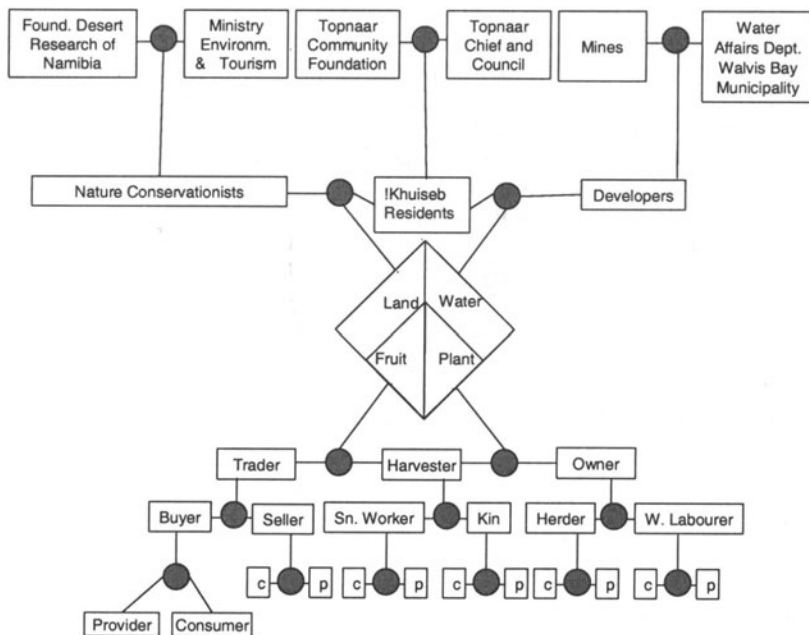 Found. Desert
Research of
Namibia
Ministry
Environm.
& Tourism
Topnaar
Community
Foundation
Topnaar
Chief and
Council
Mines
Water
Affairs Dept.
Walvis Bay
Municipality
Nature Conservationists
!Khuiseb
Residents
Developers
Land
Water
Fruit
Plant
Trader
Harvester
Owner
Buyer
Seller
Sn. Worker
Kin
Herder
W. Labourer
c
p
c
p
c
p
c
p
c
p
Provider
Consumer